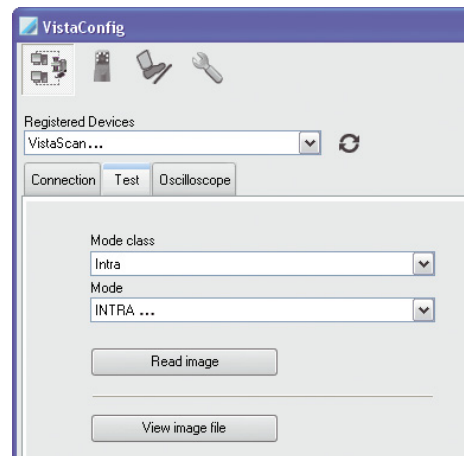 VistaConfig
Registered Devices
VistaScan...
Connection Test Oscilloscope
Mode class
Intra
Mode
INTRA ...
Read image
View image file